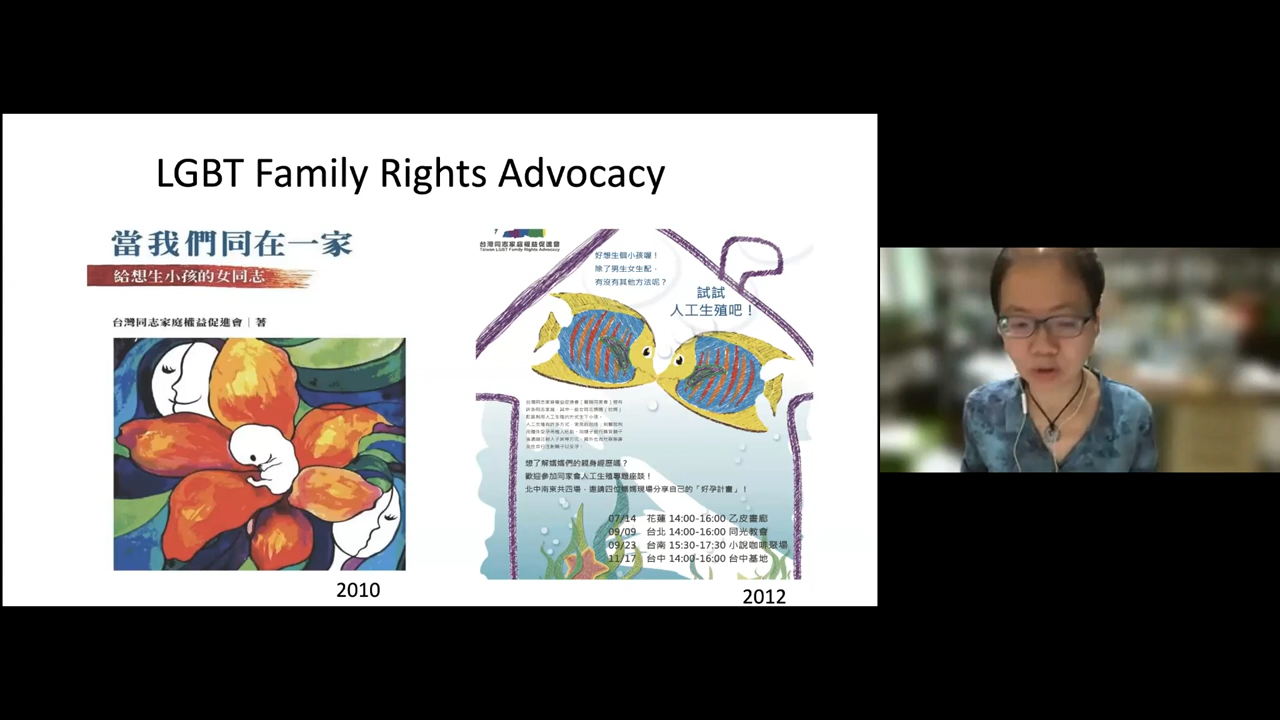 LGBT Family Rights Advocacy
當我們同在一家
給想生小孩的女同志
台灣同志家庭權益促進會│著
2010
台灣同志家庭權益促進會
Taiwan LGBT Family Rights Advocacy
好想生個小孩喔！
除了男生女生配，
有沒有其他方法呢？
試試
人工生殖吧！
想了解媽媽們的親身經歷嗎？
歡迎參加同家會人工生殖專題座談！
北中南東共四場，邀請四位媽媽現場分享自己的「好孕計畫」！
07/14 花蓮 14:00-16:00 乙皮畫廊
09/09 台北 14:00-16:00 同光教會
09/23 台南 15:30-17:30 小說咖啡聚場
11/17 台中 14:00-16:00 台中基地
2012